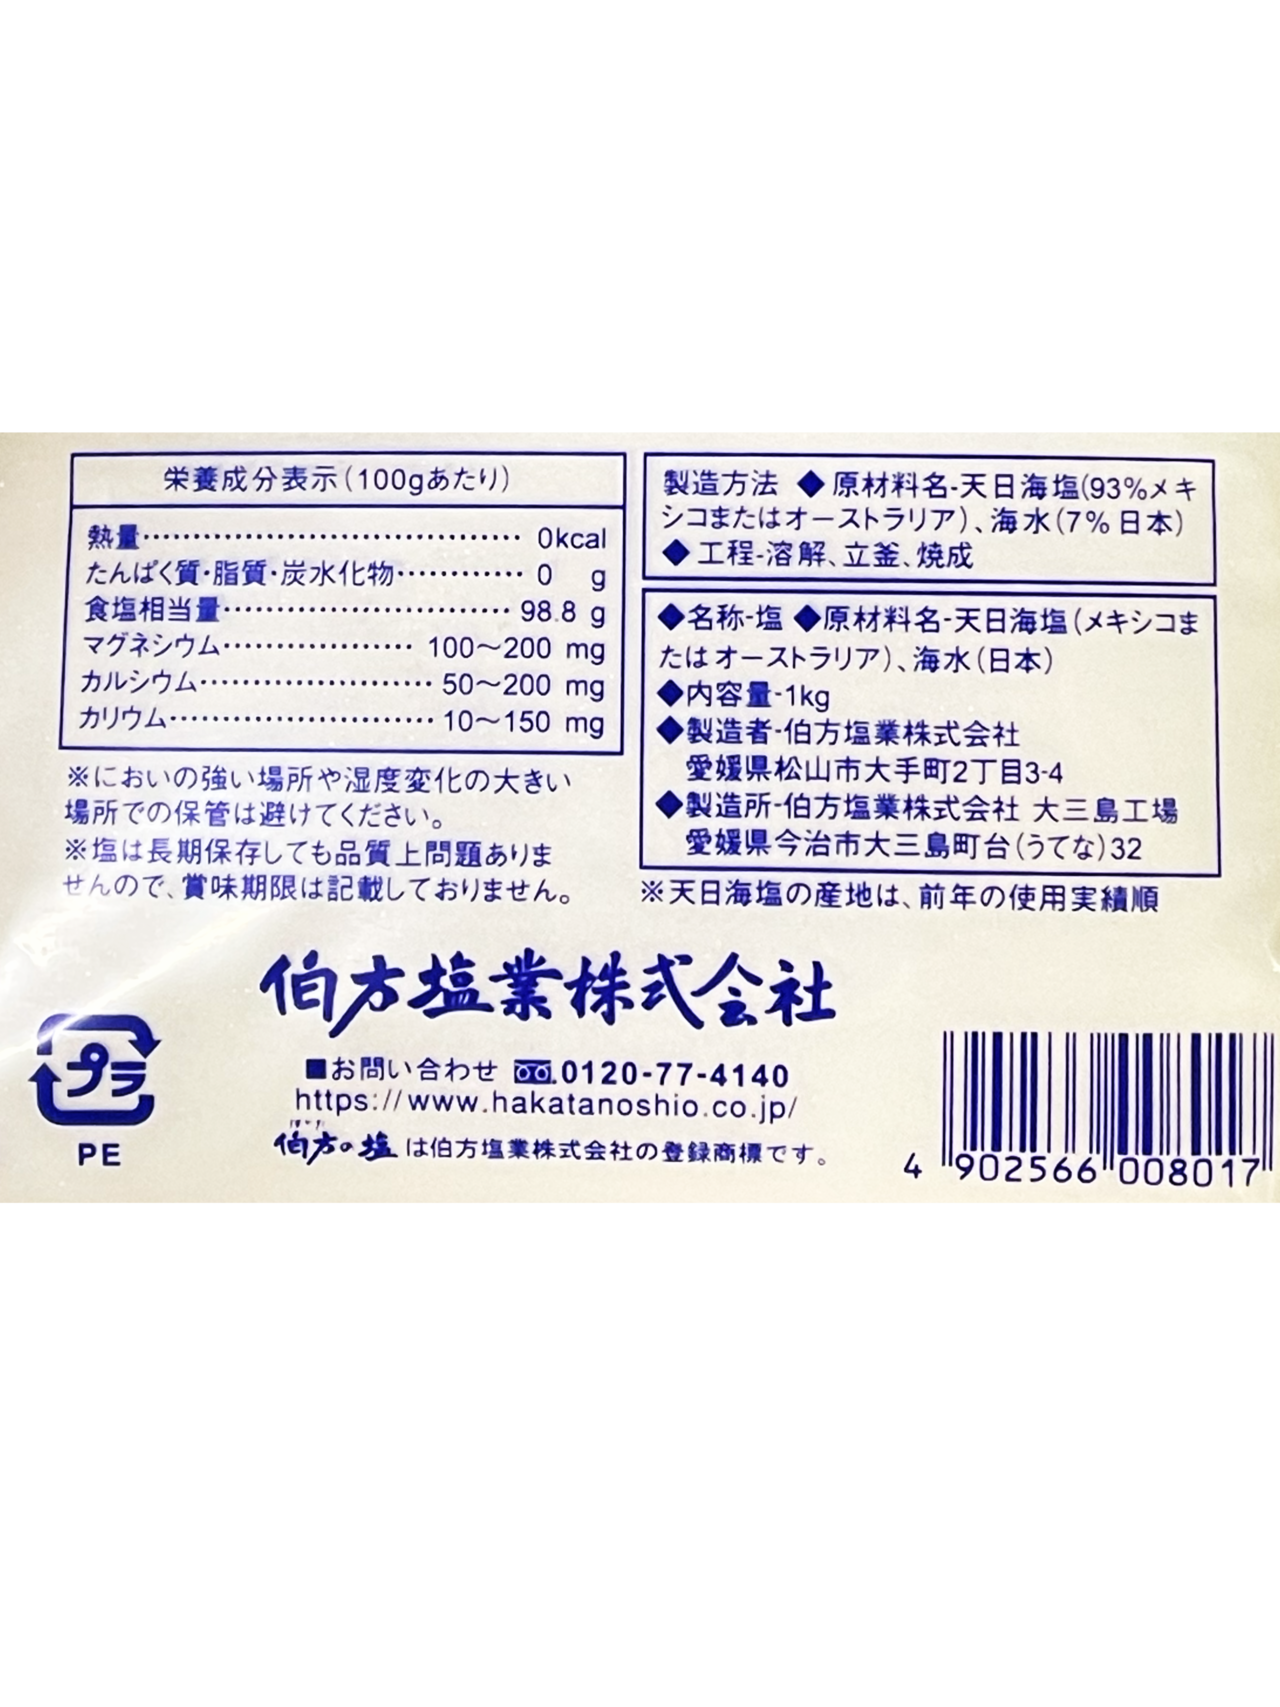 栄養成分表示(100gあたり)
熱量………………………………0kcal
たんぱく質・脂質・炭水化物…………0 g
食塩相当量………………………98.8 g
マグネシウム………………100～200 mg
カルシウム…………………50～200 mg
カリウム……………………10～150 mg
※においの強い場所や湿度変化の大きい
場所での保管は避けてください。
※塩は長期保存しても品質上問題ありま
せんので、賞味期限は記載しておりません。
製造方法 ◆原材料名-天日海塩(93%メキ
シコまたはオーストラリア)、海水(7%日本)
◆工程-溶解、立釜、焼成
◆名称-塩 ◆原材料名-天日海塩(メキシコま
たはオーストラリア)、海水(日本)
◆内容量-1kg
◆製造者-伯方塩業株式会社
愛媛県松山市大手町2丁目3-4
◆製造所-伯方塩業株式会社 大三島工場
愛媛県今治市大三島町台(うてな)32
※天日海塩の産地は、前年の使用実績順
伯方塩業株式会社
プラ
PE
■お問い合わせ 0120-77-4140
https://www.hakatanoshio.co.jp/
はかた
伯方の塩は伯方塩業株式会社の登録商標です。
4 902566 008017